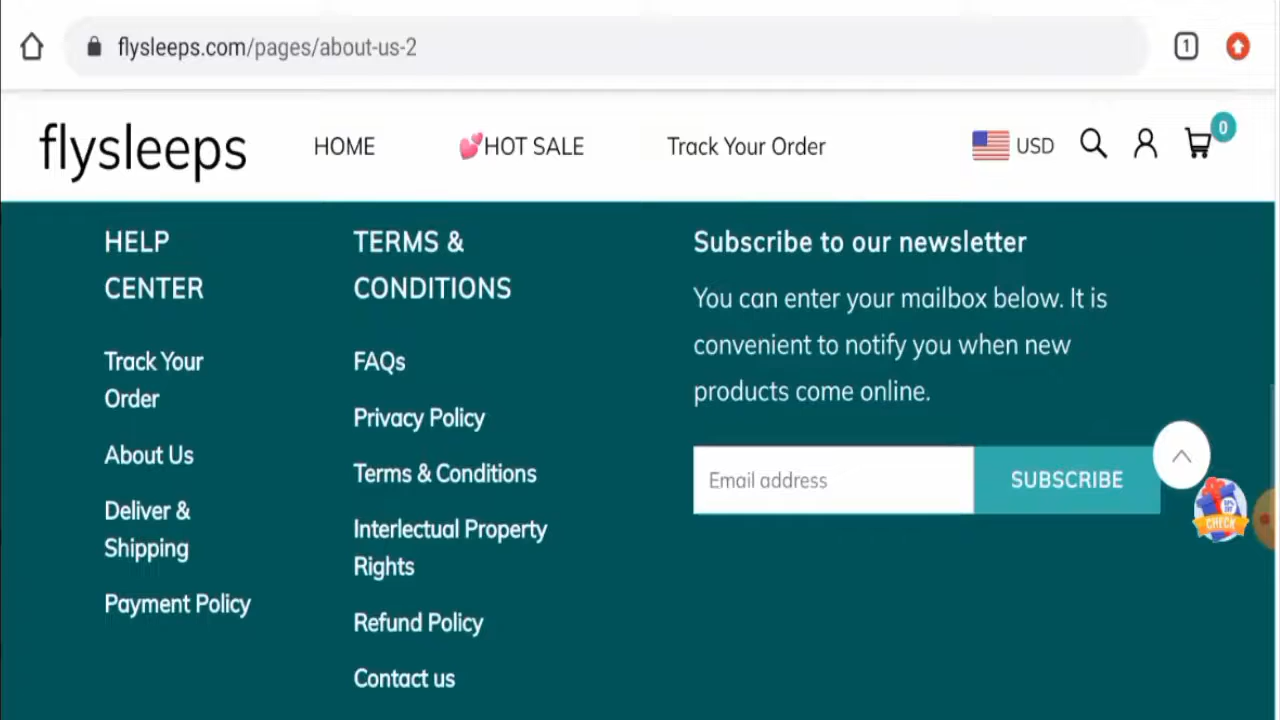 flysleeps.com/pages/about-us-2
1
flysleeps
HOME
💕HOT SALE
Track Your Order
USD
0
HELP
CENTER
Track Your
Order
About Us
Deliver &
Shipping
Payment Policy
TERMS &
CONDITIONS
FAQs
Privacy Policy
Terms & Conditions
Interlectual Property
Rights
Refund Policy
Contact us
Subscribe to our newsletter
You can enter your mailbox below. It is
convenient to notify you when new
products come online.
Email address
SUBSCRIBE
CHECK